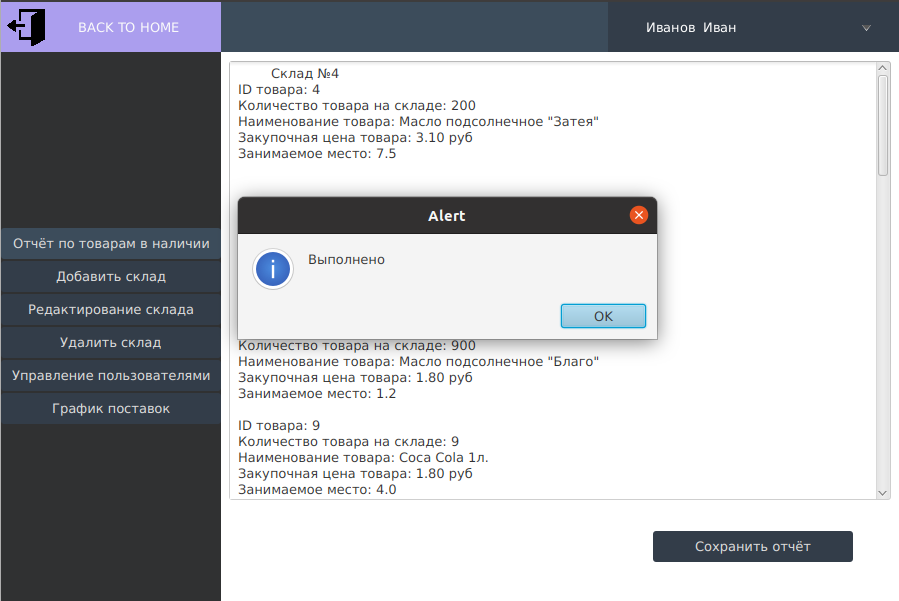 BACK TO HOME
Иванов Иван
Отчёт по товарам в наличии
Добавить склад
Редактирование склада
Удалить склад
Управление пользователями
График поставок
Склад №4
ID товара: 4
Количество товара на складе: 200
Наименование товара: Масло подсолнечное "Затея"
Закупочная цена товара: 3.10 руб
Занимаемое место: 7.5
Alert
Выполнено
OK
Количество товара на складе: 900
Наименование товара: Масло подсолнечное "Благо"
Закупочная цена товара: 1.80 руб
Занимаемое место: 1.2
ID товара: 9
Количество товара на складе: 9
Наименование товара: Coca Cola 1л.
Закупочная цена товара: 1.80 руб
Занимаемое место: 4.0
Сохранить отчёт